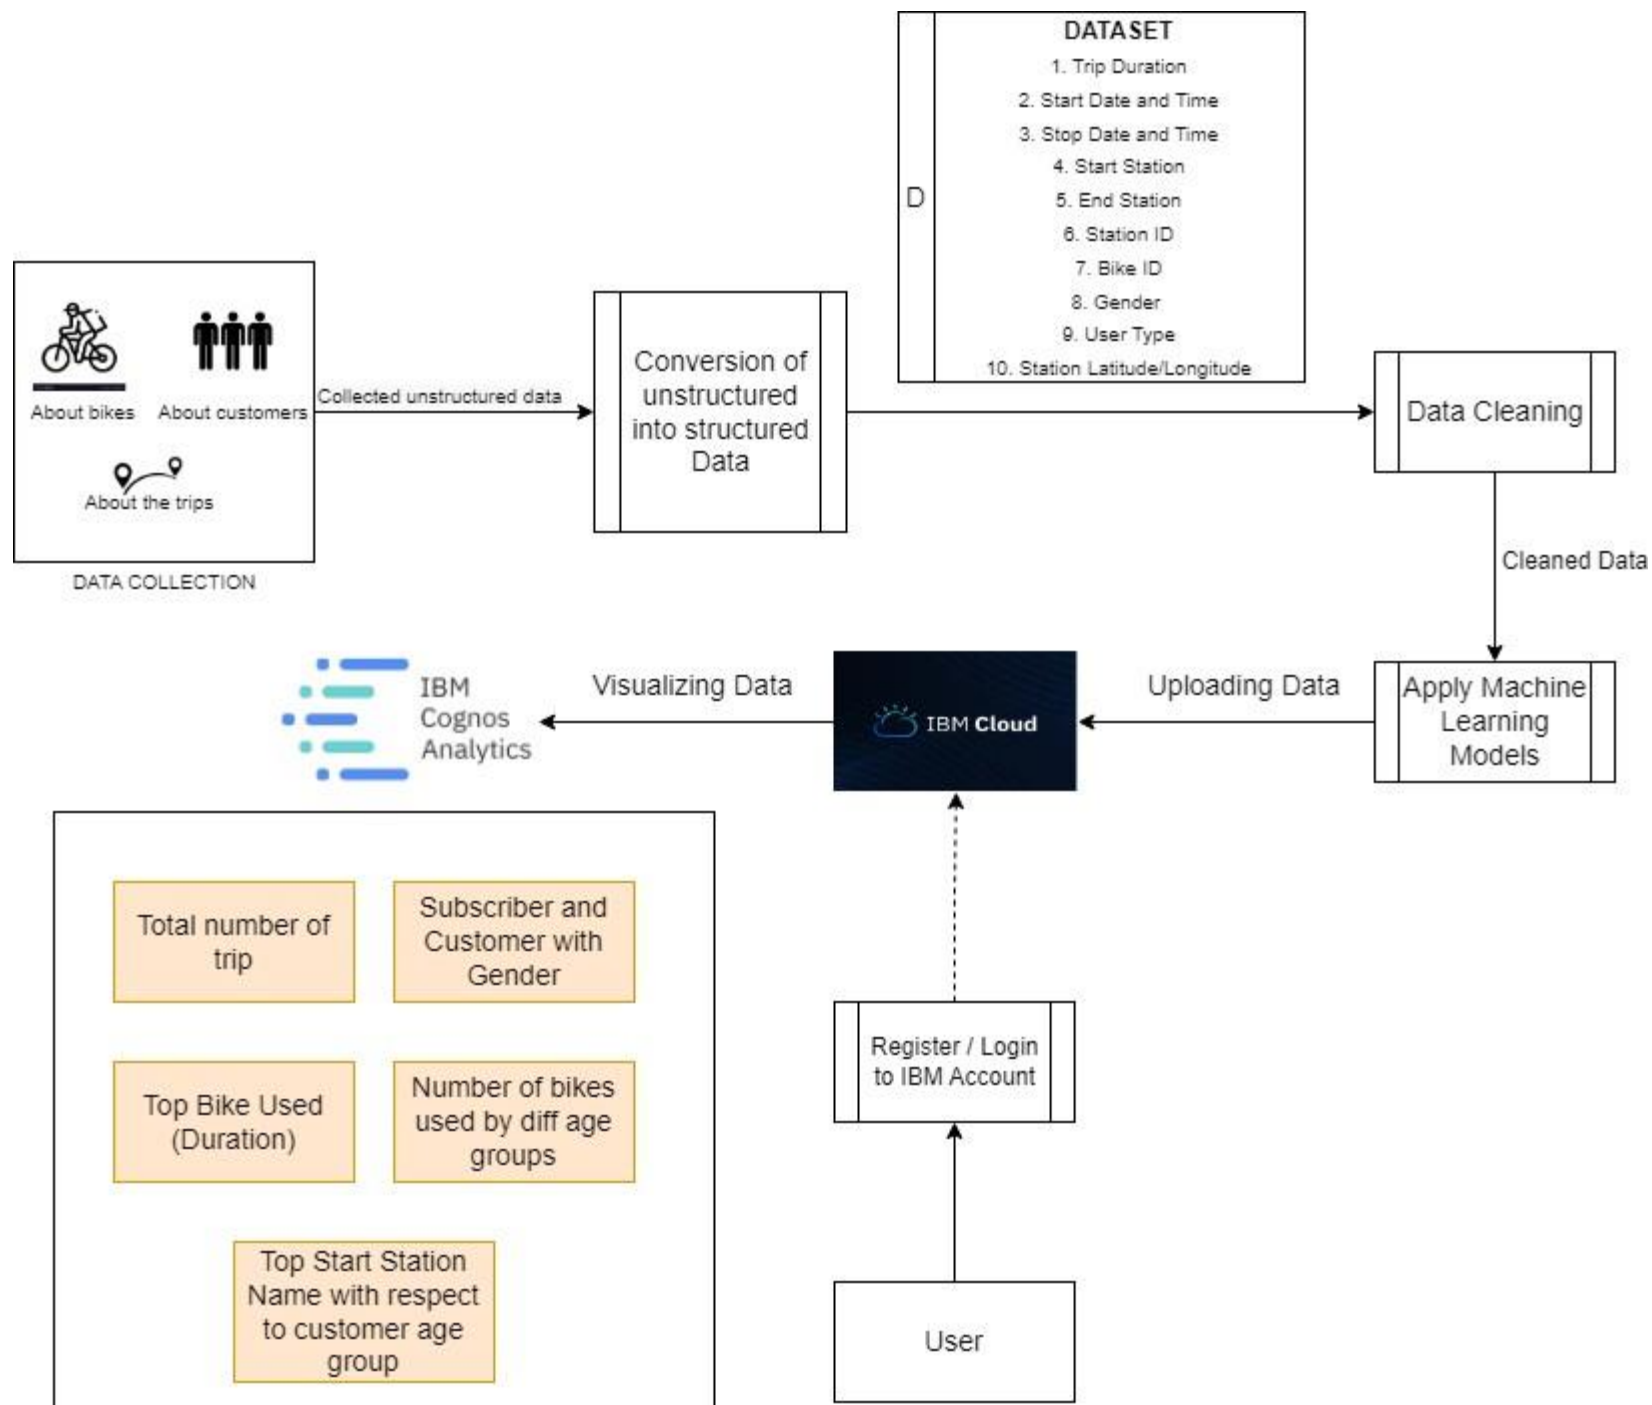 DATASET
1. Trip Duration
2. Start Date and Time
3. Stop Date and Time
4. Start Station
5. End Station
6. Station ID
7. Bike ID
8. Gender
9. User Type
10. Station Latitude/Longitude
D
About bikes
About customers
About the trips
DATA COLLECTION
Collected unstructured data
Conversion of
unstructured
into structured
Data
Data Cleaning
Cleaned Data
Apply Machine
Learning
Models
Uploading Data
IBM Cloud
Visualizing Data
IBM
Cognos
Analytics
Total number of
trip
Subscriber and
Customer with
Gender
Top Bike Used
(Duration)
Number of bikes
used by diff age
groups
Top Start Station
Name with respect
to customer age
group
Register / Login
to IBM Account
User